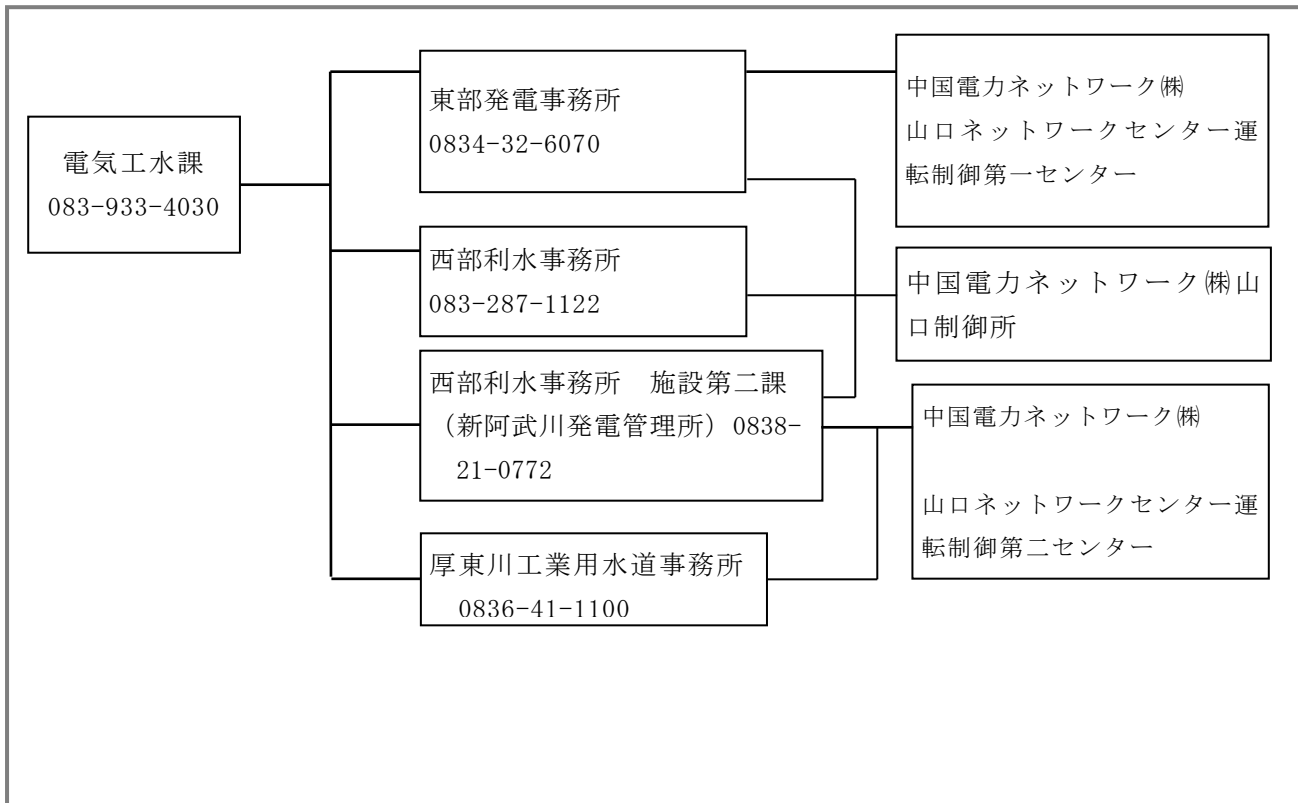 電気工水課
083-933-4030
東部発電事務所
0834-32-6070
西部利水事務所
083-287-1122
西部利水事務所　施設第二課
（新阿武川発電管理所）0838-
21-0772
厚東川工業用水道事務所
0836-41-1100
中国電力ネットワーク㈱
山口ネットワークセンター運
転制御第一センター
中国電力ネットワーク㈱山
口制御所
中国電力ネットワーク㈱
山口ネットワークセンター運
転制御第二センター